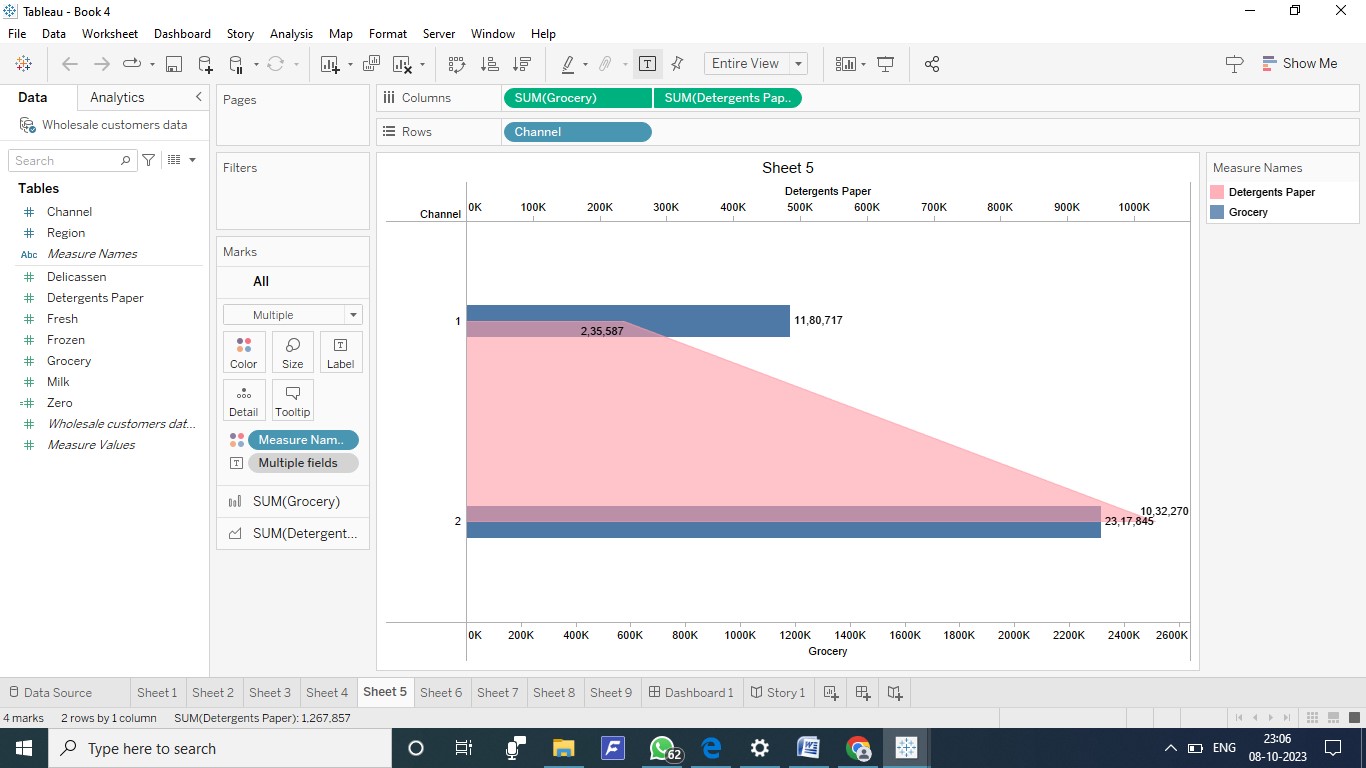 Tableau - Book 4
File Data Worksheet Dashboard Story Analysis Map Format Server Window Help
Entire View
Show Me
Data Analytics
Wholesale customers data
Search
Tables
Channel
Region
Abc Measure Names
Delicassen
Detergents Paper
Fresh
Frozen
Grocery
Milk
Zero
Wholesale customers dat...
Measure Values
Pages
Filters
Marks
All
Multiple
Color Size Label
Detail Tooltip
Measure Nam..
Multiple fields
SUM(Grocery)
SUM(Detergent...
Columns SUM(Grocery) SUM(Detergents Pap..
Rows Channel
Sheet 5
Detergents Paper
Channel 0K 100K 200K 300K 400K 500K 600K 700K 800K 900K 1000K
1 11,80,717
2,35,587
10,32,270
2 23,17,845
0K 200K 400K 600K 800K 1000K 1200K 1400K 1600K 1800K 2000K 2200K 2400K 2600K
Grocery
Measure Names
Detergents Paper
Grocery
Data Source Sheet 1 Sheet 2 Sheet 3 Sheet 4 Sheet 5 Sheet 6 Sheet 7 Sheet 8 Sheet 9 Dashboard 1 Story 1
4 marks 2 rows by 1 column SUM(Detergents Paper): 1,267,857
Type here to search
62
ENG
23:06
08-10-2023